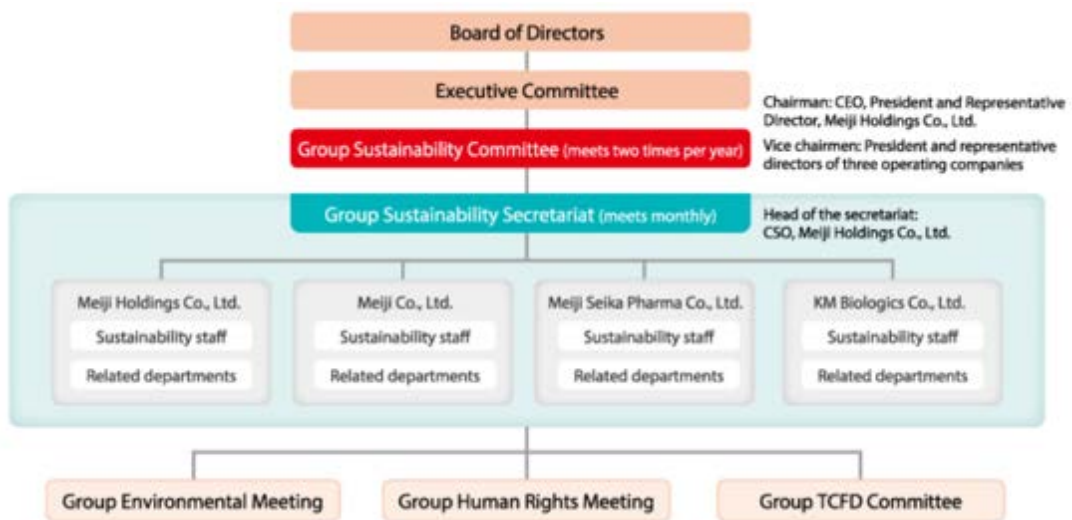 Board of Directors
Executive Committee
Chairman: CEO, President and Representative
Director, Meiji Holdings Co., Ltd.
Group Sustainability Committee (meets two times per year)
Vice chairmen: President and representative
directors of three operating companies
Group Sustainability Secretariat (meets monthly)
Head of the secretariat:
CSO, Meiji Holdings Co., Ltd.
Meiji Holdings Co., Ltd.
Sustainability staff
Related departments
Meiji Co., Ltd.
Sustainability staff
Related departments
Meiji Seika Pharma Co., Ltd.
Sustainability staff
Related departments
KM Biologics Co., Ltd.
Sustainability staff
Related departments
Group Environmental Meeting
Group Human Rights Meeting
Group TCFD Committee